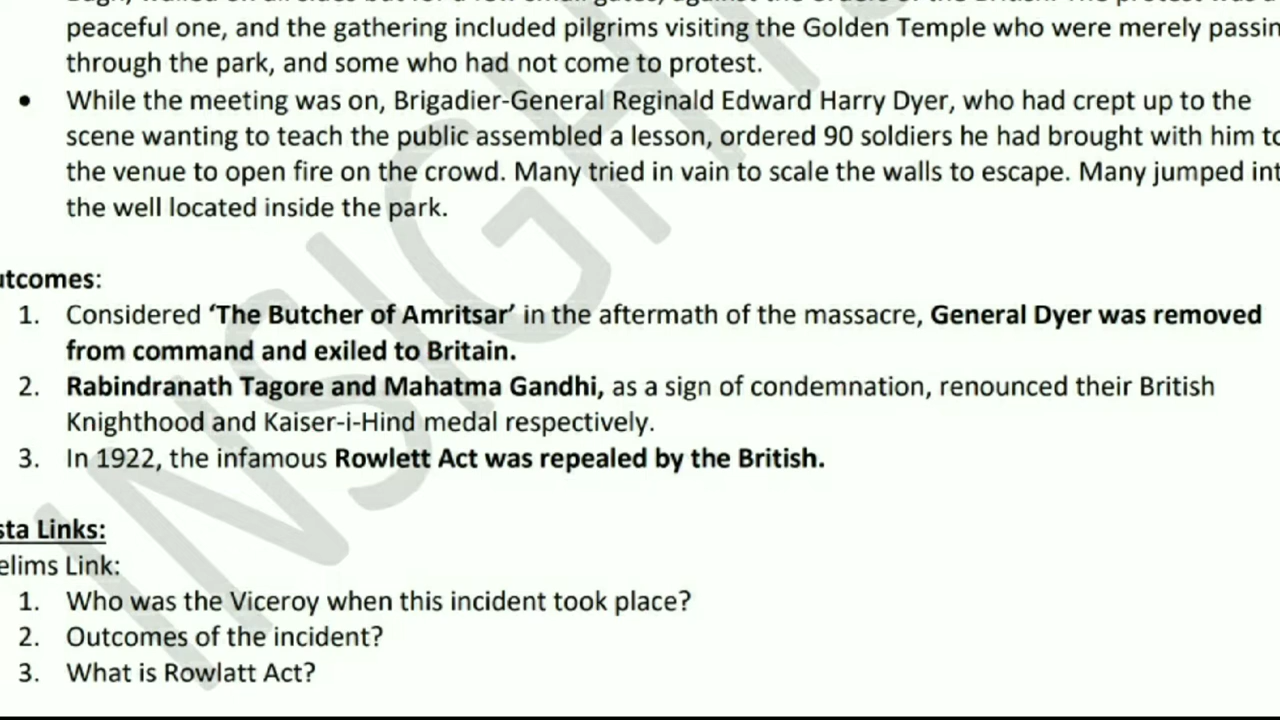 peaceful one, and the gathering included pilgrims visiting the Golden Temple who were merely passin
through the park, and some who had not come to protest.
• While the meeting was on, Brigadier-General Reginald Edward Harry Dyer, who had crept up to the
scene wanting to teach the public assembled a lesson, ordered 90 soldiers he had brought with him to
the venue to open fire on the crowd. Many tried in vain to scale the walls to escape. Many jumped int
the well located inside the park.
utcomes:
1. Considered ‘The Butcher of Amritsar’ in the aftermath of the massacre, General Dyer was removed
from command and exiled to Britain.
2. Rabindranath Tagore and Mahatma Gandhi, as a sign of condemnation, renounced their British
Knighthood and Kaiser-i-Hind medal respectively.
3. In 1922, the infamous Rowlett Act was repealed by the British.
sta Links:
elims Link:
1. Who was the Viceroy when this incident took place?
2. Outcomes of the incident?
3. What is Rowlatt Act?
INSIGHT